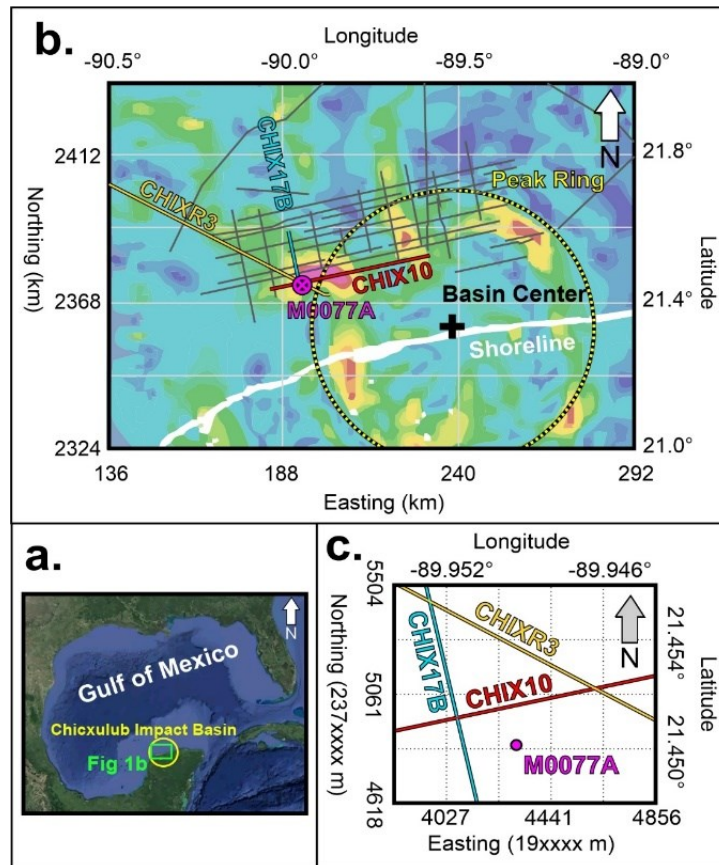 b.
Longitude
-90.5°
-90.0°
-89.5°
-89.0°
N
CHIX17B
CHIXR3
Peak Ring
CHIX10
M0077A
Basin Center
Shoreline
2412
2368
2324
Northing (km)
21.8°
21.4°
21.0°
Latitude
136
188
240
292
Easting (km)
a.
N
Gulf of Mexico
Chicxulub Impact Basin
Fig 1b
c.
Longitude
-89.952°
-89.946°
5504
5061
4618
Northing (237xxxx m)
CHIXR3
CHIX17B
CHIX10
N
M0077A
21.454°
21.450°
Latitude
4027
4441
4856
Easting (19xxxx m)